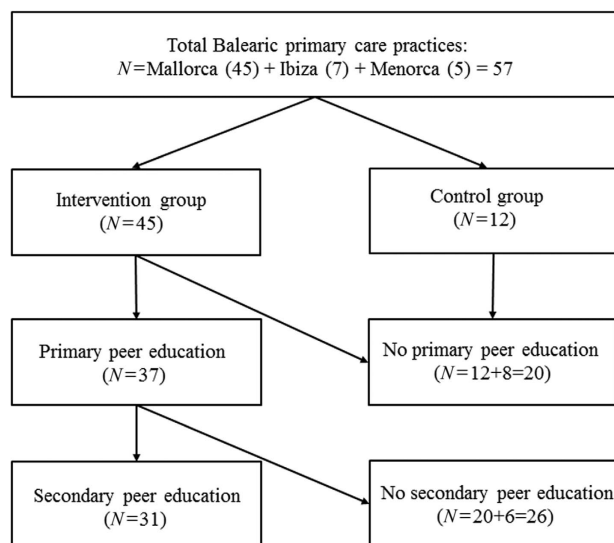 Total Balearic primary care practices:
N=Mallorca (45) + Ibiza (7) + Menorca (5) = 57
Intervention group
(N=45)
Control group
(N=12)
Primary peer education
(N=37)
No primary peer education
(N=12+8=20)
Secondary peer education
(N=31)
No secondary peer education
(N=20+6=26)